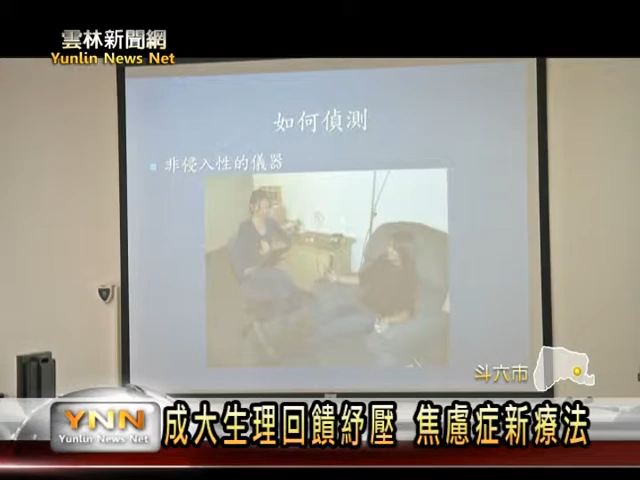 雲林新聞網
Yunlin News Net
如何偵測
非侵入性的儀器
斗六市
YNN
Yunlin News Net
成大生理回饋紓壓 焦慮症新療法